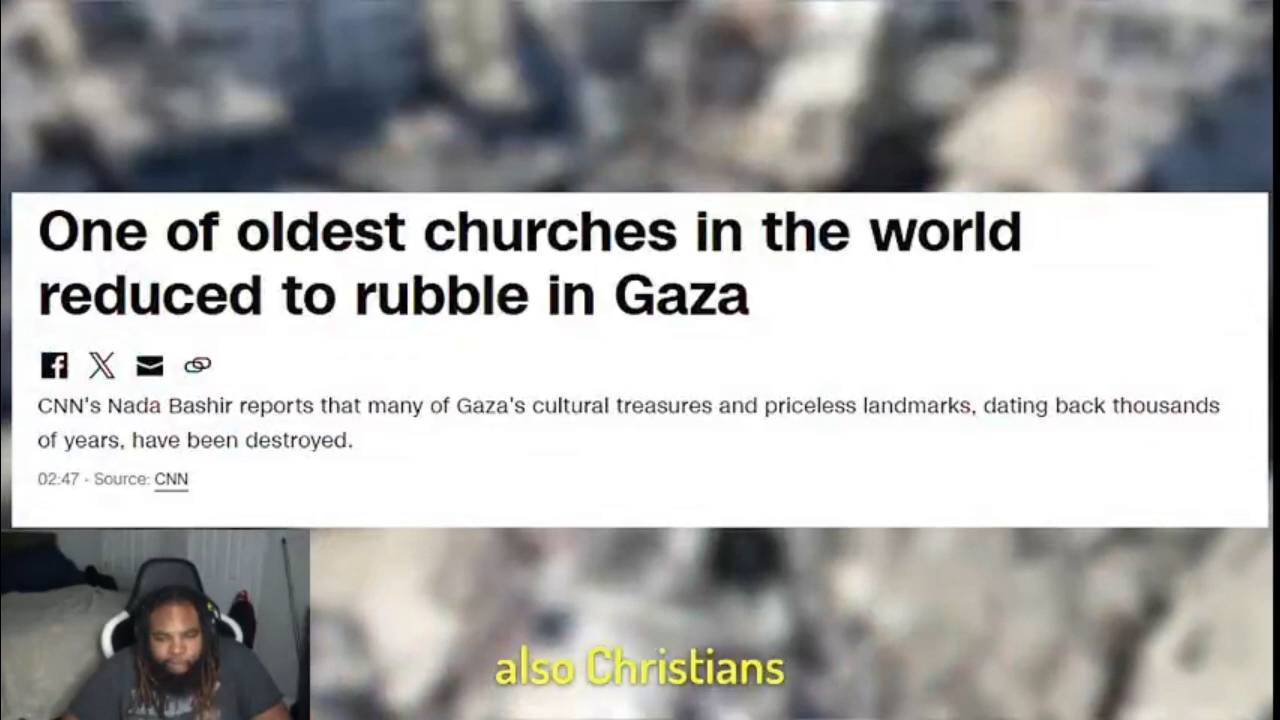 One of oldest churches in the world
reduced to rubble in Gaza
CNN's Nada Bashir reports that many of Gaza's cultural treasures and priceless landmarks, dating back thousands
of years, have been destroyed.
02:47 - Source: CNN
also Christians